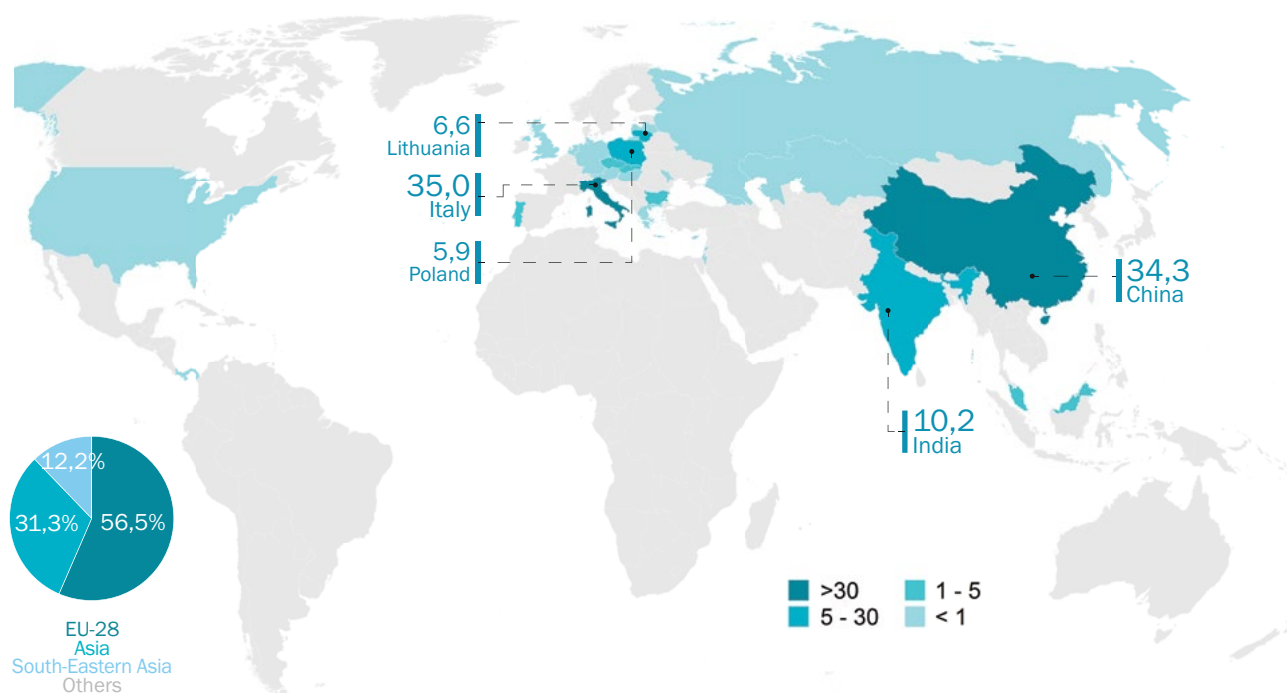 6,6
Lithuania
35,0
Italy
5,9
Poland
34,3
China
10,2
India
12,2%
31,3%
56,5%
EU-28
Asia
South-Eastern Asia
Others
>30
1 - 5
5 - 30
< 1